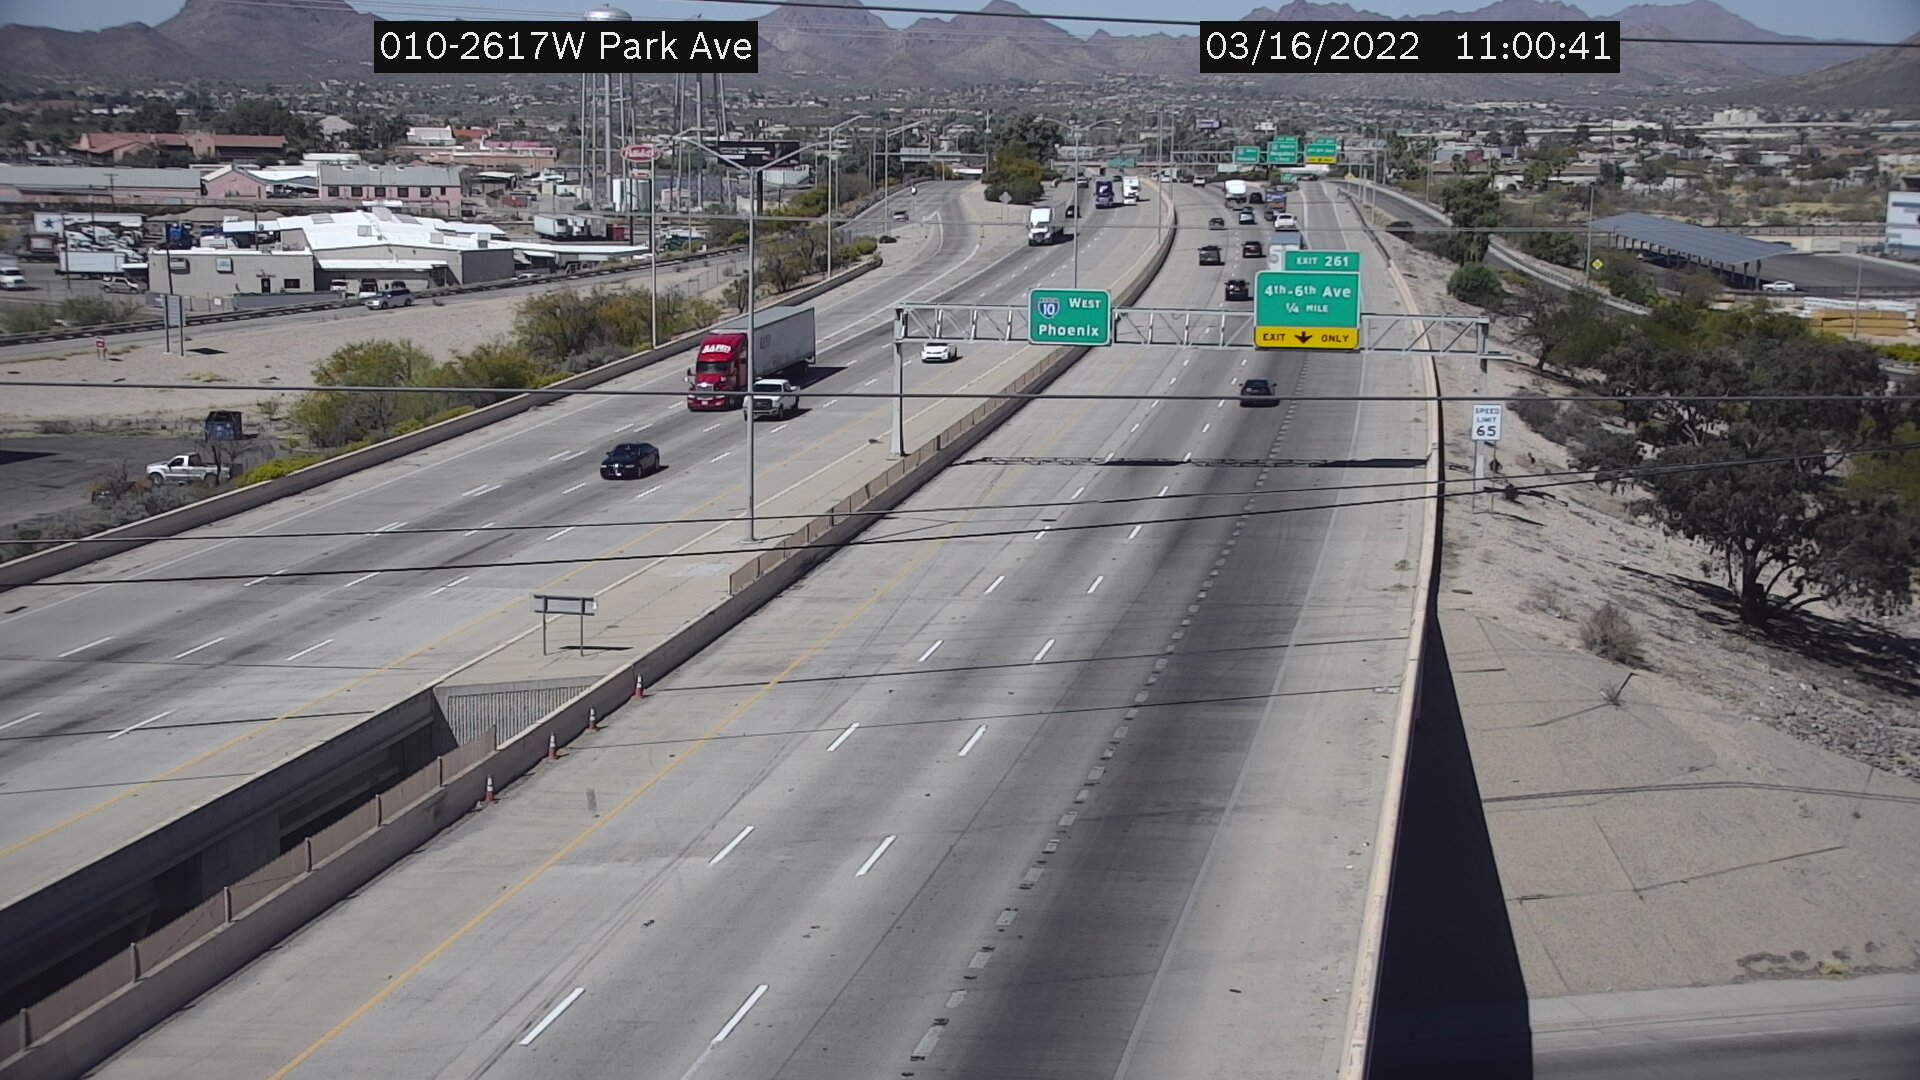 010-2617W Park Ave
03/16/2022 11:00:41
EXIT 261
10 WEST
Phoenix
4th-6th Ave
1/4 MILE
EXIT ONLY
SPEED
LIMIT
65